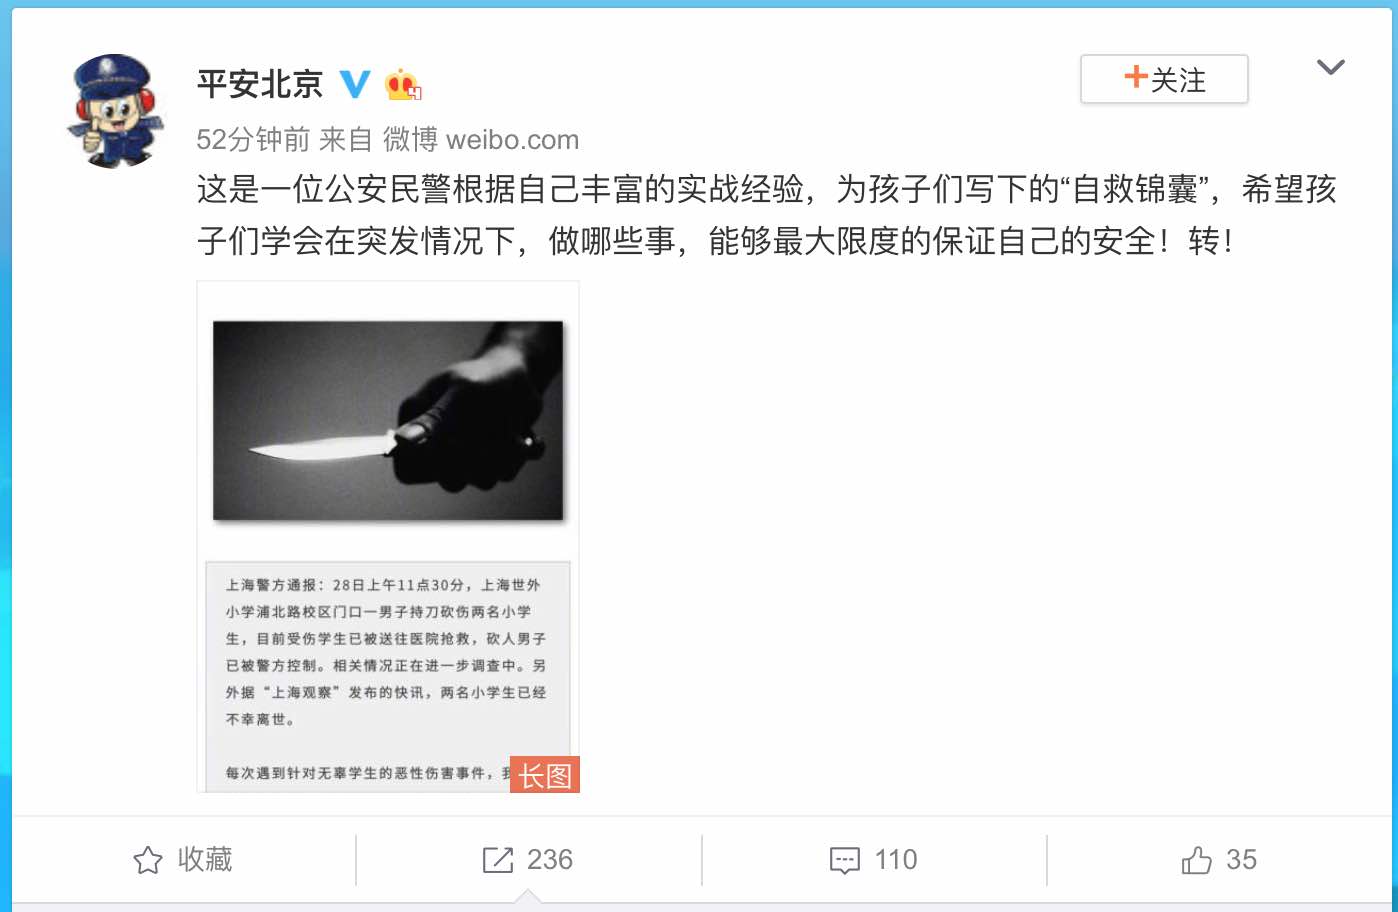 平安北京
+关注
52分钟前 来自 微博 weibo.com
这是一位公安民警根据自己丰富的实战经验，为孩子们写下的“自救锦囊”，希望孩
子们学会在突发情况下，做哪些事，能够最大限度的保证自己的安全！转！
上海警方通报：28日上午11点30分，上海世外
小学浦北路校区门口一男子持刀砍伤两名小学
生，目前受伤学生已被送往医院抢救，砍人男子
已被警方控制。相关情况正在进一步调查中。另
外据“上海观察”发布的快讯，两名小学生已经
不幸离世。
每次遇到针对无辜学生的恶性伤害事件，我
长图
收藏
236
110
35